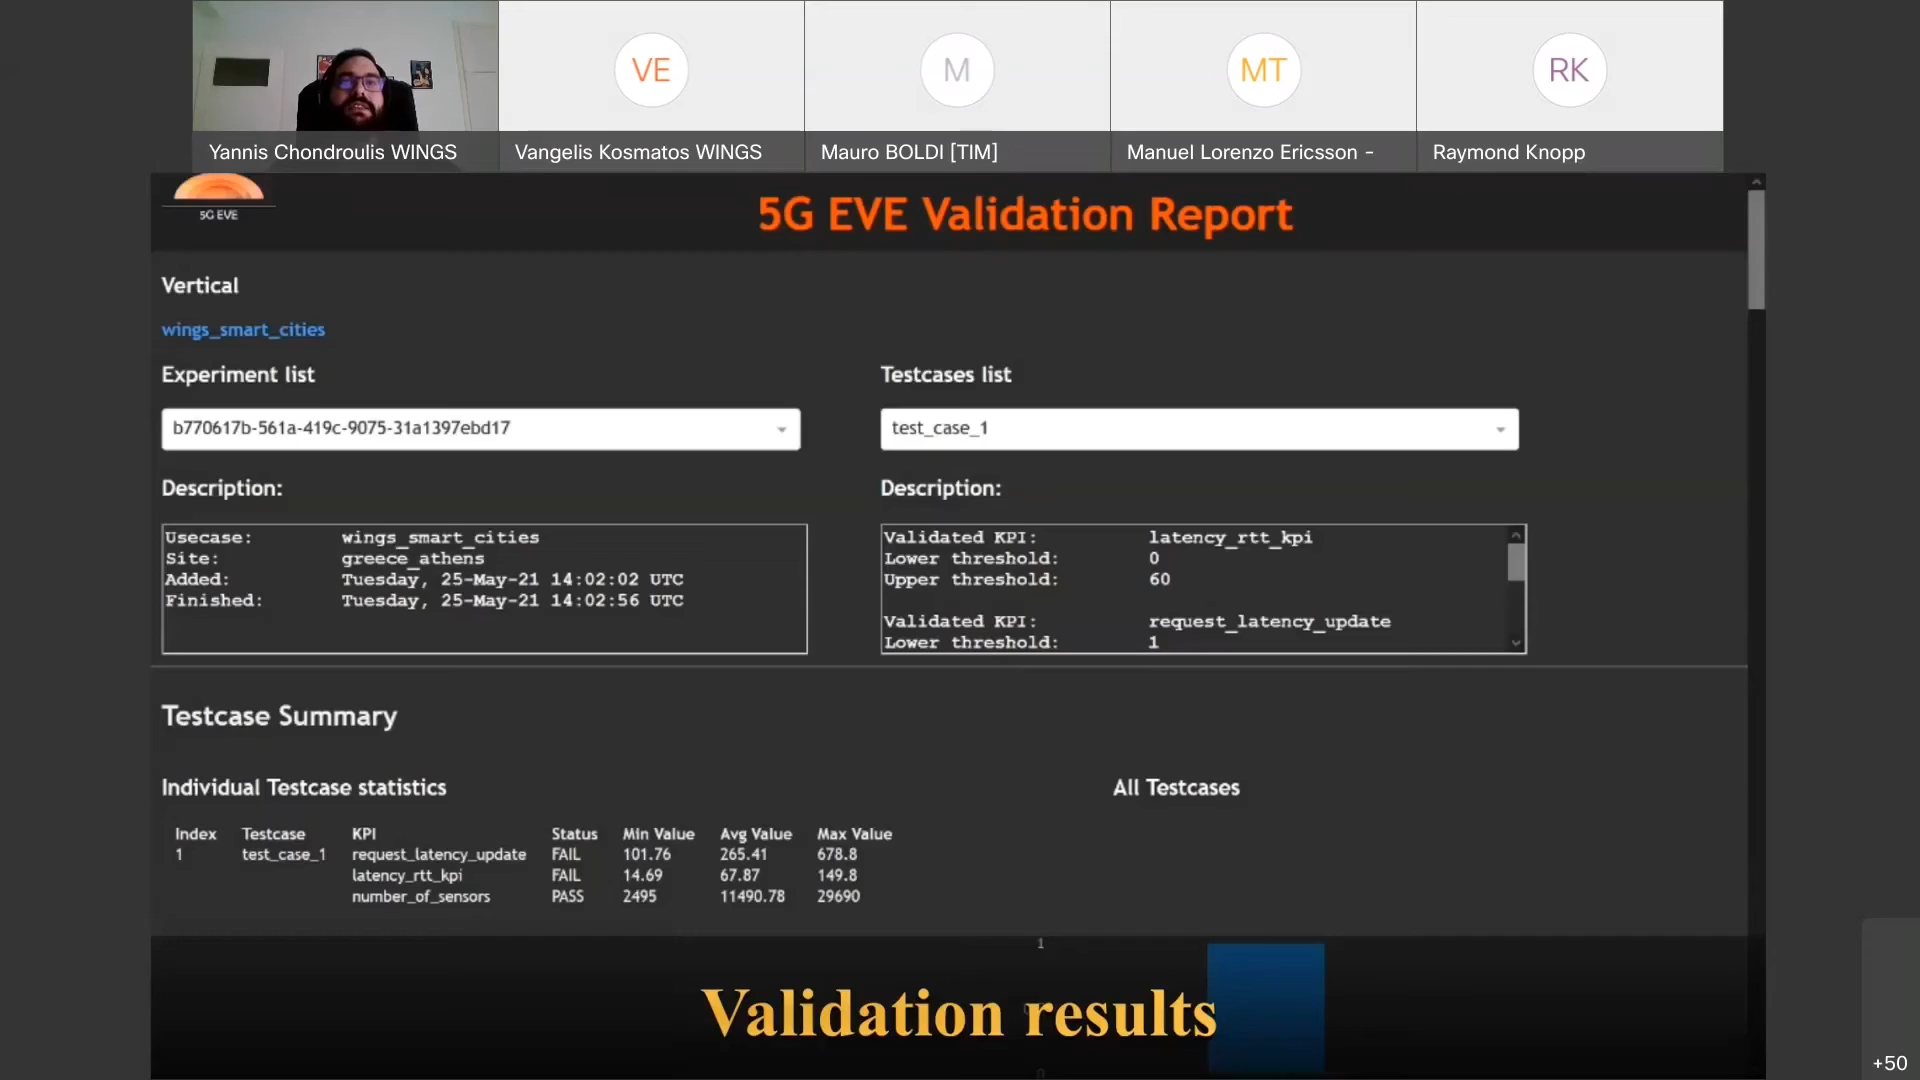 VE
M
MT
RK
Yannis Chondroulis WINGS
Vangelis Kosmatos WINGS
Mauro BOLDI [TIM]
Manuel Lorenzo Ericsson -
Raymond Knopp
5G EVE
5G EVE Validation Report
Vertical
wings_smart_cities
Experiment list
Testcases list
b770617b-561a-419c-9075-31a1397ebd17
test_case_1
Description:
Description:
Usecase: wings_smart_cities
Site: greece_athens
Added: Tuesday, 25-May-21 14:02:02 UTC
Finished: Tuesday, 25-May-21 14:02:56 UTC
Validated KPI: latency_rtt_kpi
Lower threshold: 0
Upper threshold: 60
Validated KPI: request_latency_update
Lower threshold: 1
Testcase Summary
Individual Testcase statistics
All Testcases
Index Testcase KPI Status Min Value Avg Value Max Value
1 test_case_1 request_latency_update FAIL 101.76 265.41 678.8
latency_rtt_kpi FAIL 14.69 67.87 149.8
number_of_sensors PASS 2495 11490.78 29690
1
Validation results
0
+50